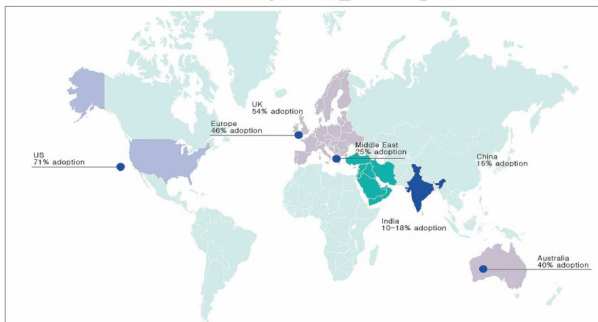 UK
54% adoption
Europe
46% adoption
Middle East
25% adoption
US
71% adoption
China
15% adoption
India
10-18% adoption
Australia
40% adoption